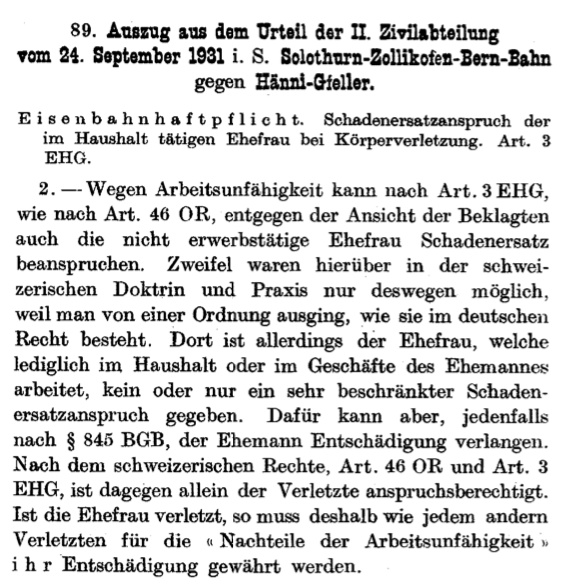 89. Auszug aus dem Urteil der II. Zivilabteilung
vom 24. September 1931 i. S. Solothurn-Zollikofen-Bern-Bahn
gegen Hänni-Gfeller.
Eisenbahnhaftpflicht. Schadenersatzanspruch der
im Haushalt tätigen Ehefrau bei Körperverletzung. Art. 3
EHG.
2. — Wegen Arbeitsunfähigkeit kann nach Art. 3 EHG,
wie nach Art. 46 OR, entgegen der Ansicht der Beklagten
auch die nicht erwerbstätige Ehefrau Schadenersatz
beanspruchen. Zweifel waren hierüber in der schwei-
zerischen Doktrin und Praxis nur deswegen möglich,
weil man von einer Ordnung ausging, wie sie im deutschen
Recht besteht. Dort ist allerdings der Ehefrau, welche
lediglich im Haushalt oder im Geschäfte des Ehemannes
arbeitet, kein oder nur ein sehr beschränkter Schaden-
ersatzanspruch gegeben. Dafür kann aber, jedenfalls
nach § 845 BGB, der Ehemann Entschädigung verlangen.
Nach dem schweizerischen Rechte, Art. 46 OR und Art. 3
EHG, ist dagegen allein der Verletzte anspruchsberechtigt.
Ist die Ehefrau verletzt, so muss deshalb wie jedem andern
Verletzten für die « Nachteile der Arbeitsunfähigkeit »
ihr Entschädigung gewährt werden.